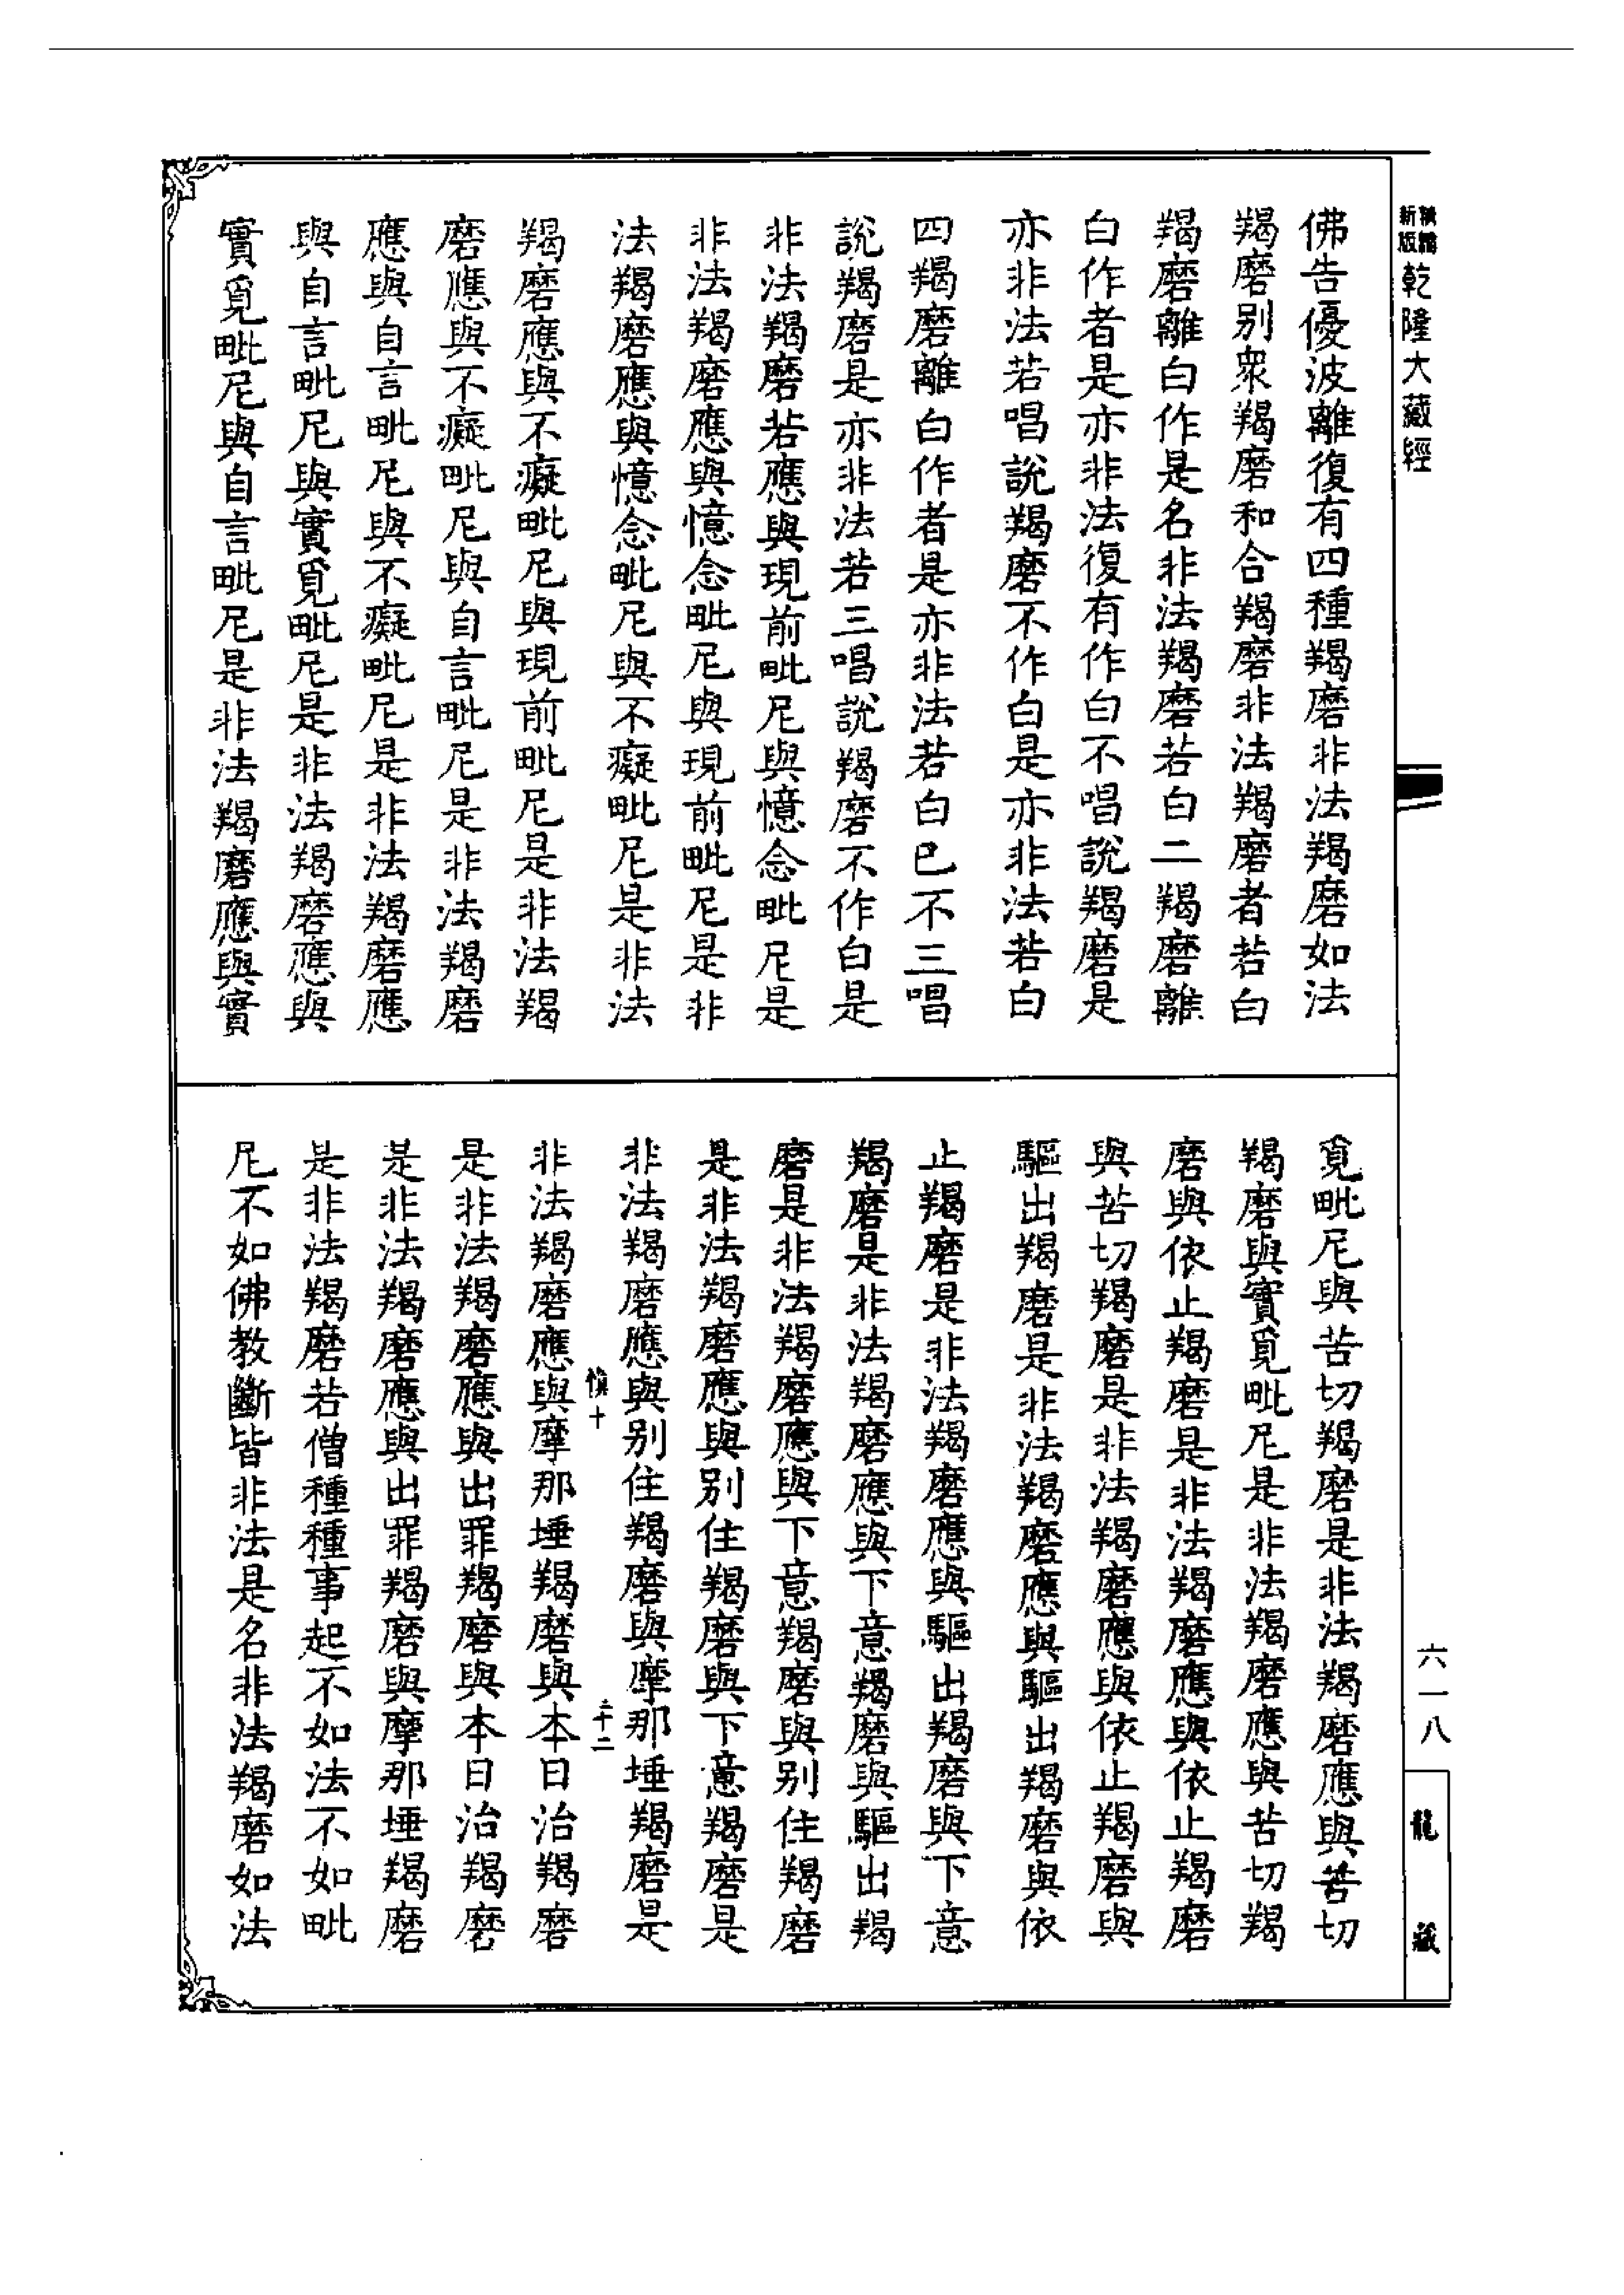 新版
乾隆大藏經
佛告優波離復有四種羯磨非法羯磨如法
羯磨別衆羯磨和合羯磨非法羯磨者若白
羯磨離白作是名非法羯磨若白二羯磨離
白作者是亦非法復有作白不唱說羯磨是
亦非法若唱說羯磨不作白是亦非法若白
四羯磨離白作者是亦非法若白已不三唱
說羯磨是亦非法若三唱說羯磨不作白是
非法羯磨若應與現前毗尼與憶念毗尼是
非法羯磨應與憶念毗尼與現前毗尼是非
法羯磨應與憶念毗尼與不癡毗尼是非法
羯磨應與不癡毗尼與現前毗尼是非法羯
磨應與不癡毗尼與自言毗尼是非法羯磨
應與自言毗尼與不癡毗尼是非法羯磨應
與自言毗尼與實覓毗尼是非法羯磨應與
實覓毗尼與自言毗尼是非法羯磨應與實
覓毗尼與苦切羯磨是非法羯磨應與苦切
羯磨與實覓毗尼是非法羯磨應與苦切羯
磨與依止羯磨是非法羯磨應與依止羯磨
與苦切羯磨是非法羯磨應與依止羯磨與
驅出羯磨是非法羯磨應與驅出羯磨與依
止羯磨是非法羯磨應與驅出羯磨與下意
羯磨是非法羯磨應與下意羯磨與驅出羯
磨是非法羯磨應與下意羯磨與別住羯磨
是非法羯磨應與別住羯磨與下意羯磨是
非法羯磨應與別住羯磨與摩那埵羯磨是
慎十
三十二
非法羯磨應與摩那埵羯磨與本日治羯磨
是非法羯磨應與出罪羯磨與本日治羯磨
是非法羯磨應與出罪羯磨與摩那埵羯磨
是非法羯磨若僧種種事起不如法不如毗
尼不如佛教斷皆非法是名非法羯磨如法
六一八
龍藏